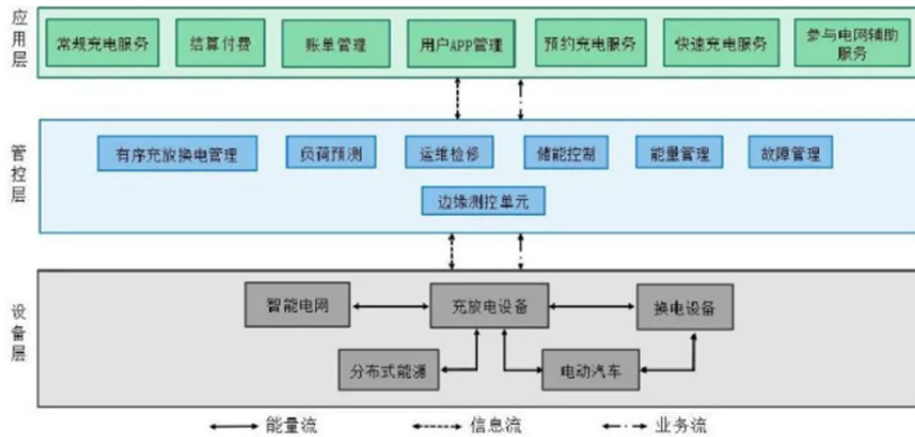 应用层
常规充电服务
结算付费
账单管理
用户APP管理
预约充电服务
快速充电服务
参与电网辅助
服务
管控层
有序充放换电管理
负荷预测
运维检修
储能控制
能量管理
故障管理
边缘测控单元
设备层
智能电网
充放电设备
换电设备
分布式能源
电动汽车
能量流
信息流
业务流